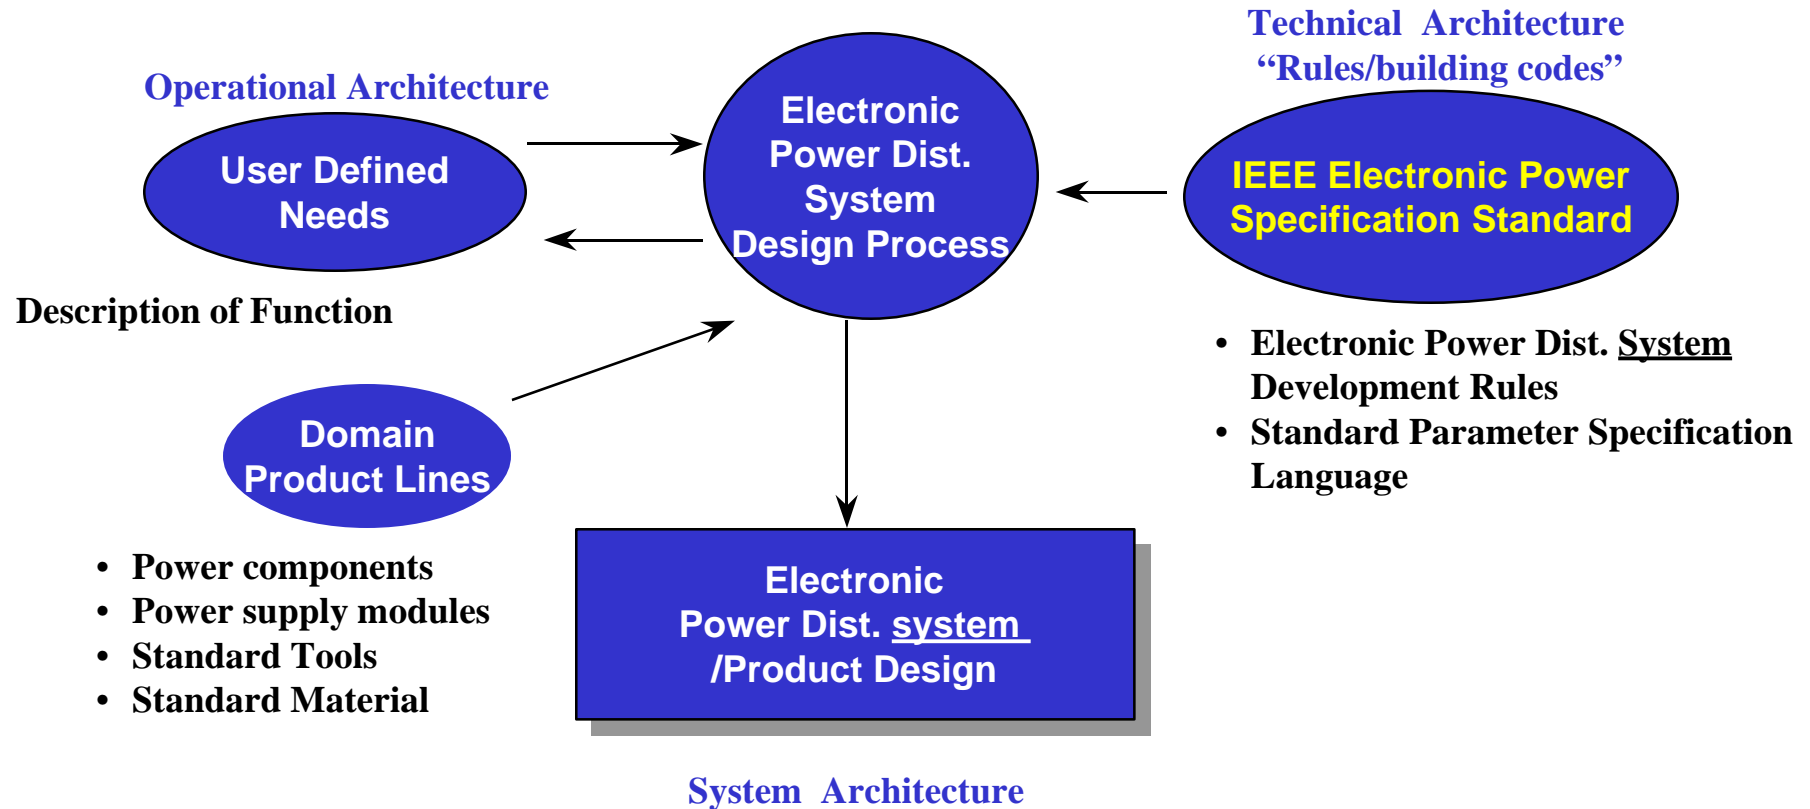 Operational Architecture
User Defined
Needs
Description of Function
Electronic
Power Dist.
System
Design Process
Technical  Architecture
“Rules/building codes”
IEEE Electronic Power
Specification Standard
• Electronic Power Dist. System
Development Rules
• Standard Parameter Specification
Language
Domain
Product Lines
• Power components
• Power supply modules
• Standard Tools
• Standard Material
Electronic
Power Dist. system
/Product Design
System  Architecture